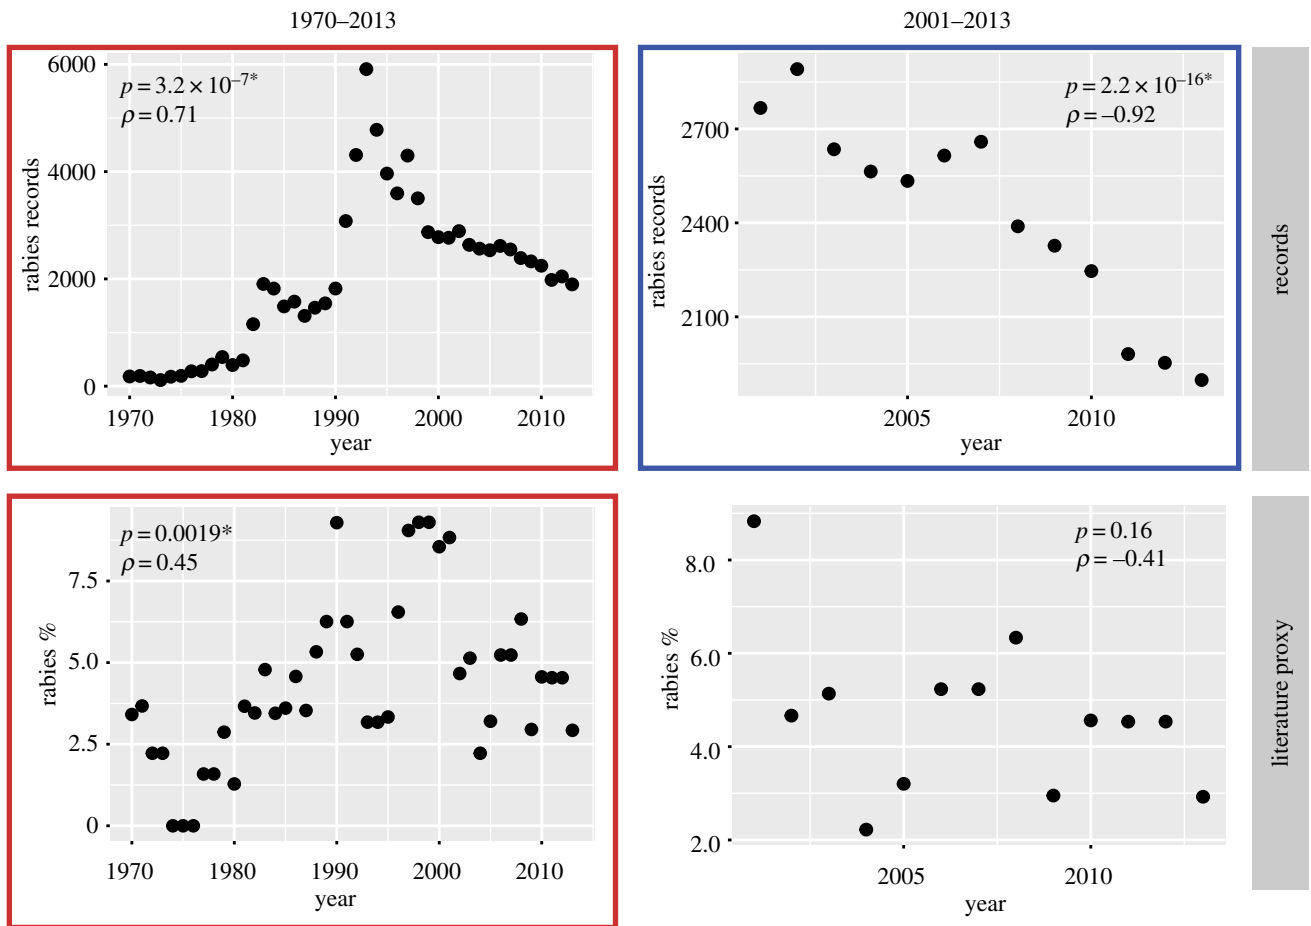 1970–2013
2001–2013
6000
4000
2000
0
rabies records
p = 3.2 × 10⁻⁷*
ρ = 0.71
1970 1980 1990 2000 2010
year
2700
2400
2100
rabies records
p = 2.2 × 10⁻¹⁶*
ρ = –0.92
2005 2010
year
records
7.5
5.0
2.5
0
rabies %
p = 0.0019*
ρ = 0.45
1970 1980 1990 2000 2010
year
8.0
6.0
4.0
2.0
rabies %
p = 0.16
ρ = –0.41
2005 2010
year
literature proxy